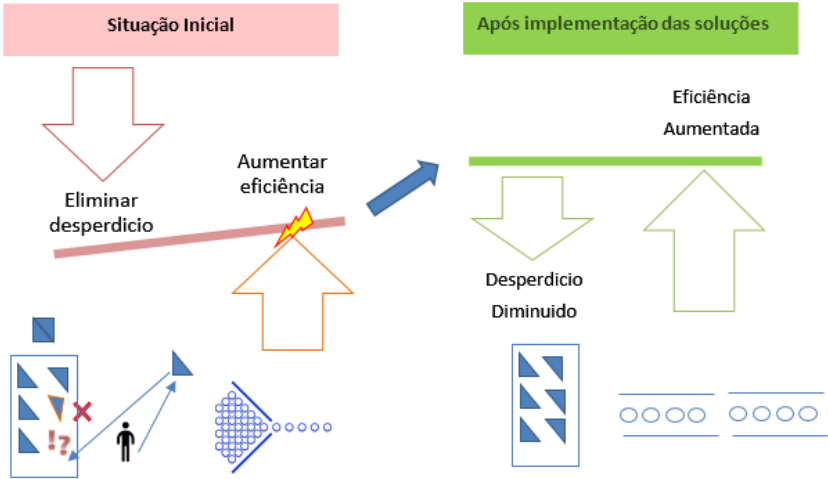 Situação Inicial
Após implementação das soluções
Eficiência
Aumentada
Aumentar
eficiência
Eliminar
desperdicio
Desperdicio
Diminuido
!?